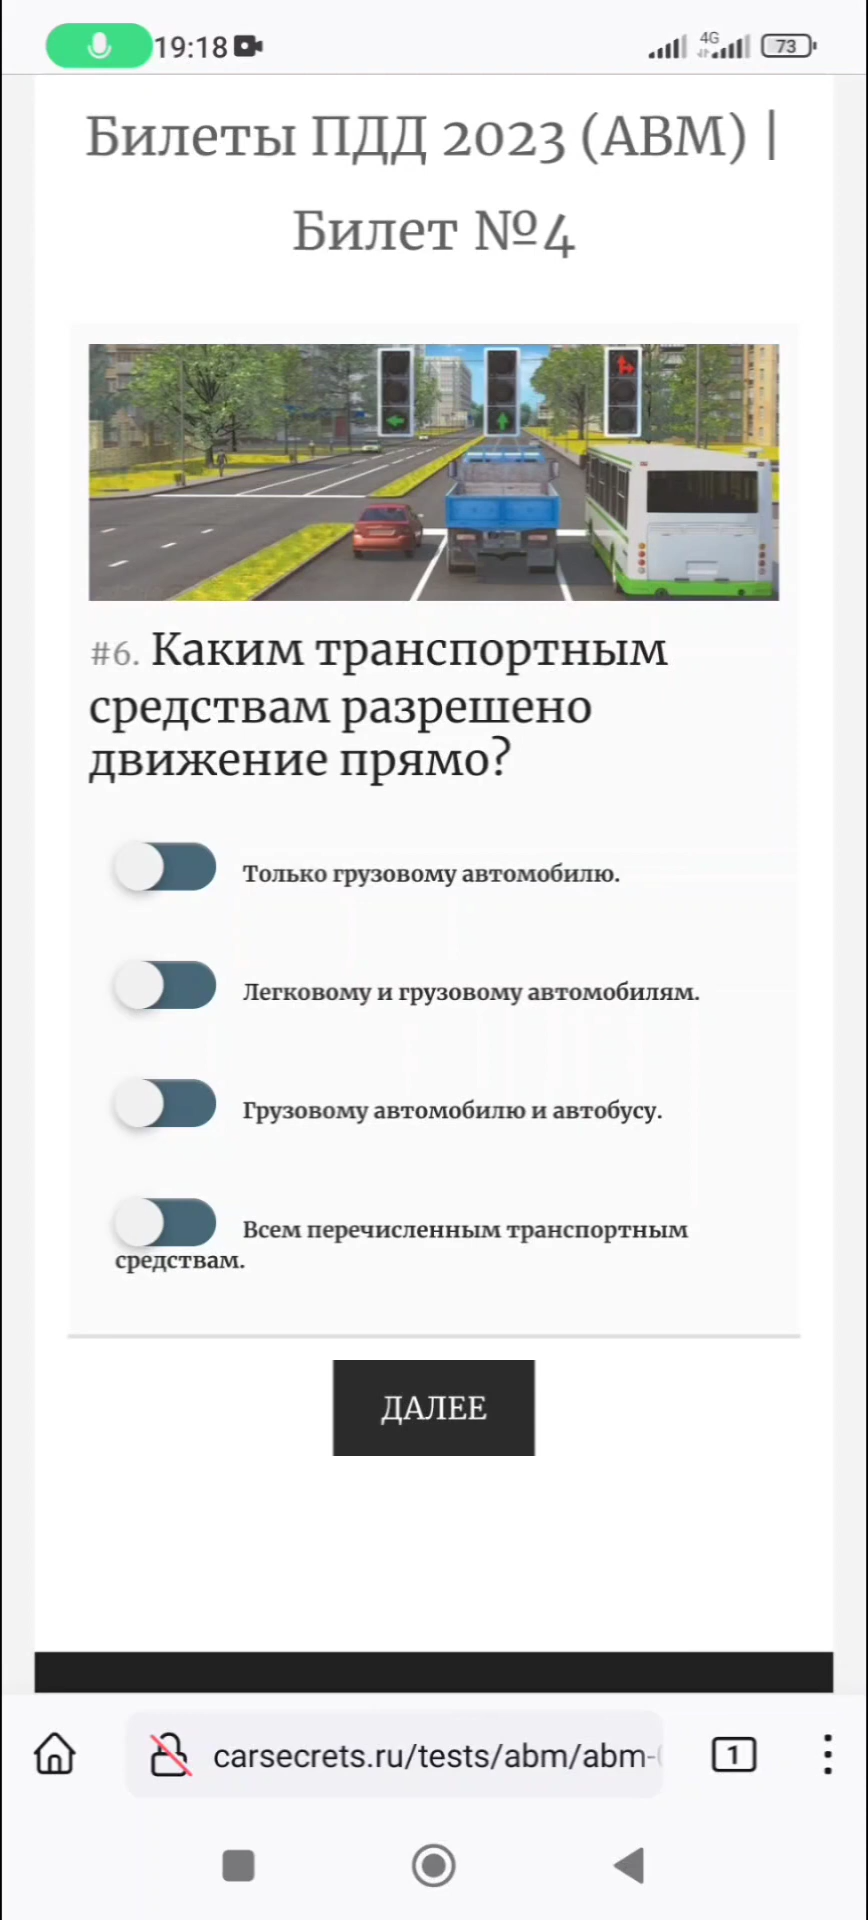 19:18
4G
73
Билеты ПДД 2023 (АВМ) |
Билет №4
#6. Каким транспортным
средствам разрешено
движение прямо?
Только грузовому автомобилю.
Легковому и грузовому автомобилям.
Грузовому автомобилю и автобусу.
Всем перечисленным транспортным
средствам.
ДАЛЕЕ
carsecrets.ru/tests/abm/abm-
1